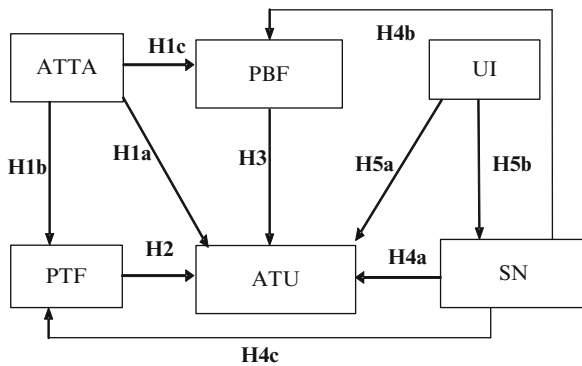 H1c
H4b
ATTA
PBF
UI
H1b
H1a
H3
H5a
H5b
H2
H4a
PTF
ATU
SN
H4c